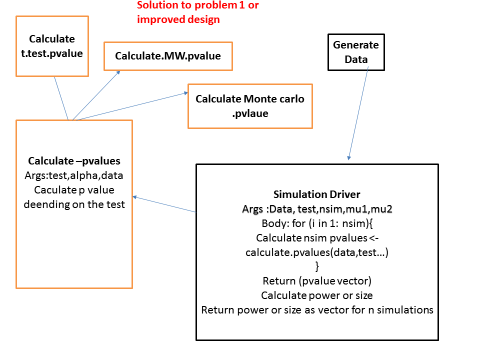 Solution to problem 1 or
improved design
Calculate
t.test.pvalue
Calculate.MW.pvalue
Generate
Data
Calculate Monte carlo
.pvlaue
Calculate –pvalues
Args:test,alpha,data
Caculate p value
deending on the test
Simulation Driver
Args :Data, test,nsim,mu1,mu2
Body: for (i in 1: nsim){
Calculate nsim pvalues <-
calculate.pvalues(data,test...)
}
Return (pvalue vector)
Calculate power or size
Return power or size as vector for n simulations